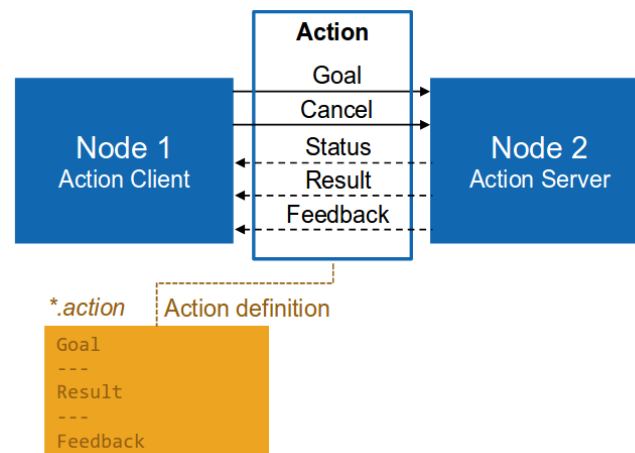 Action
Goal
Cancel
Node 1
Action Client
Status
Result
Feedback
Node 2
Action Server
*.action
Action definition
Goal
---
Result
---
Feedback